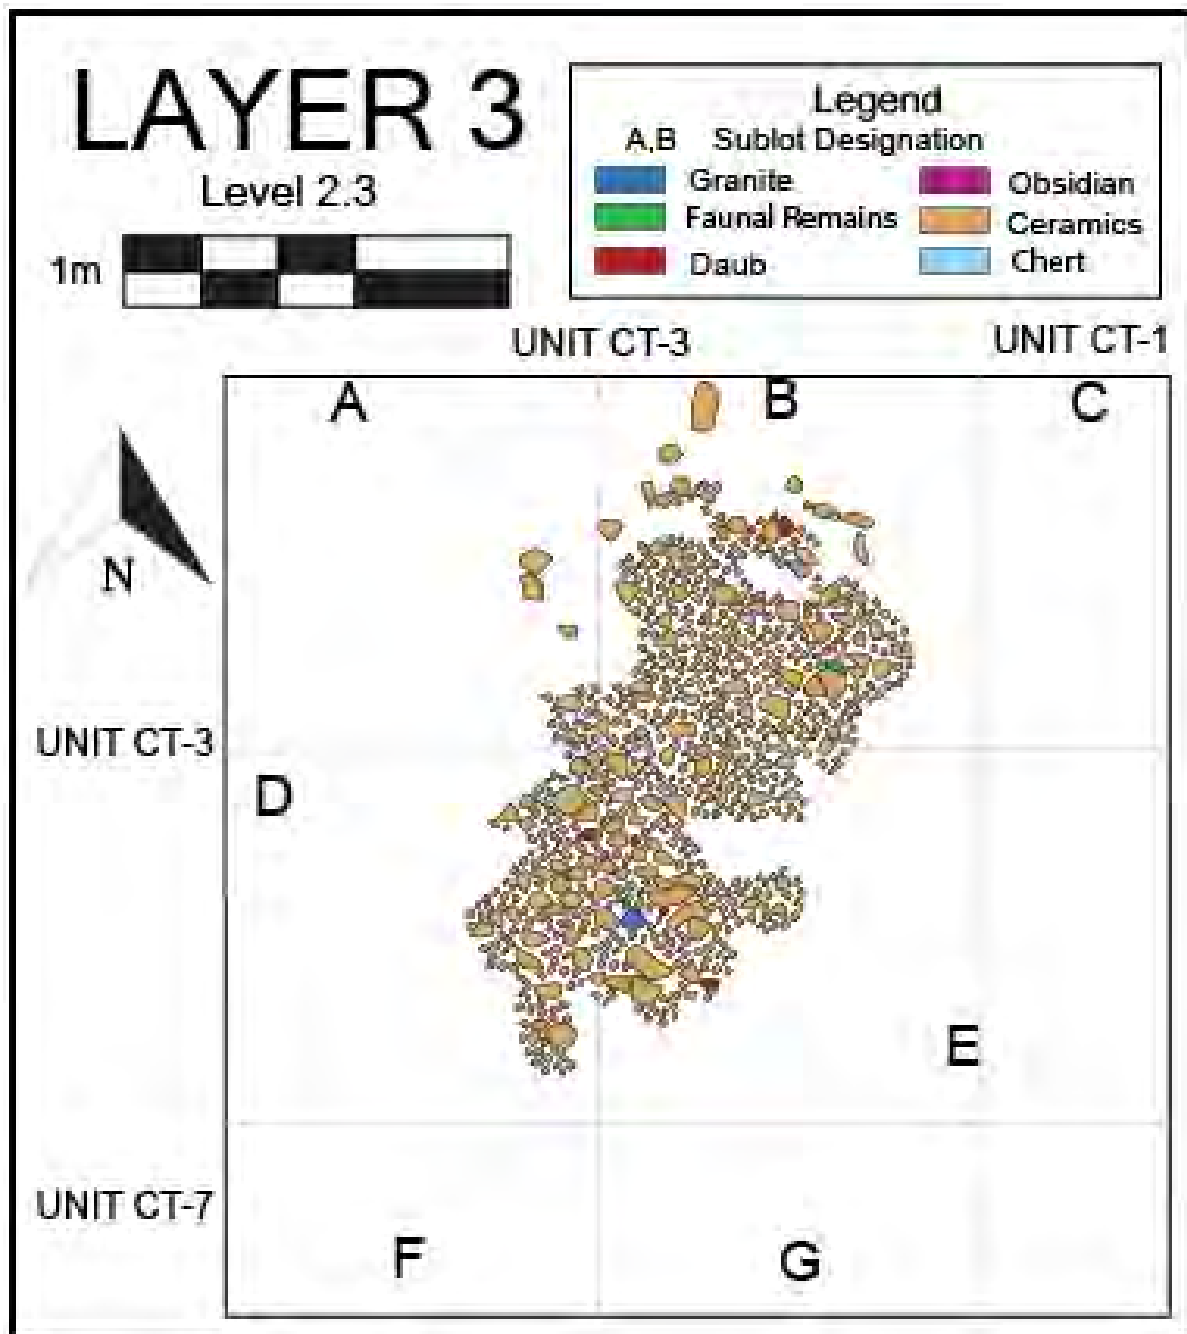 LAYER 3
Level 2.3
1m
Legend
A,B Sublot Designation
Granite
Obsidian
Faunal Remains
Ceramics
Daub
Chert
UNIT CT-3
UNIT CT-1
A
B
C
N
UNIT CT-3
D
E
UNIT CT-7
F
G